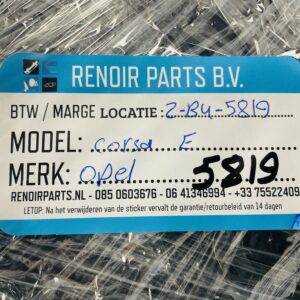 RENOIR PARTS B.V.
BTW / MARGE LOCATIE: 2-B4-5819
MODEL: Corsa E
MERK: Opel 5819
RENOIRPARTS.NL - 085 0603676 - 06 41346994 - +33 75522409
LETOP: Na het verwijderen van de sticker vervalt de garantie/retourbeleid van 14 dagen